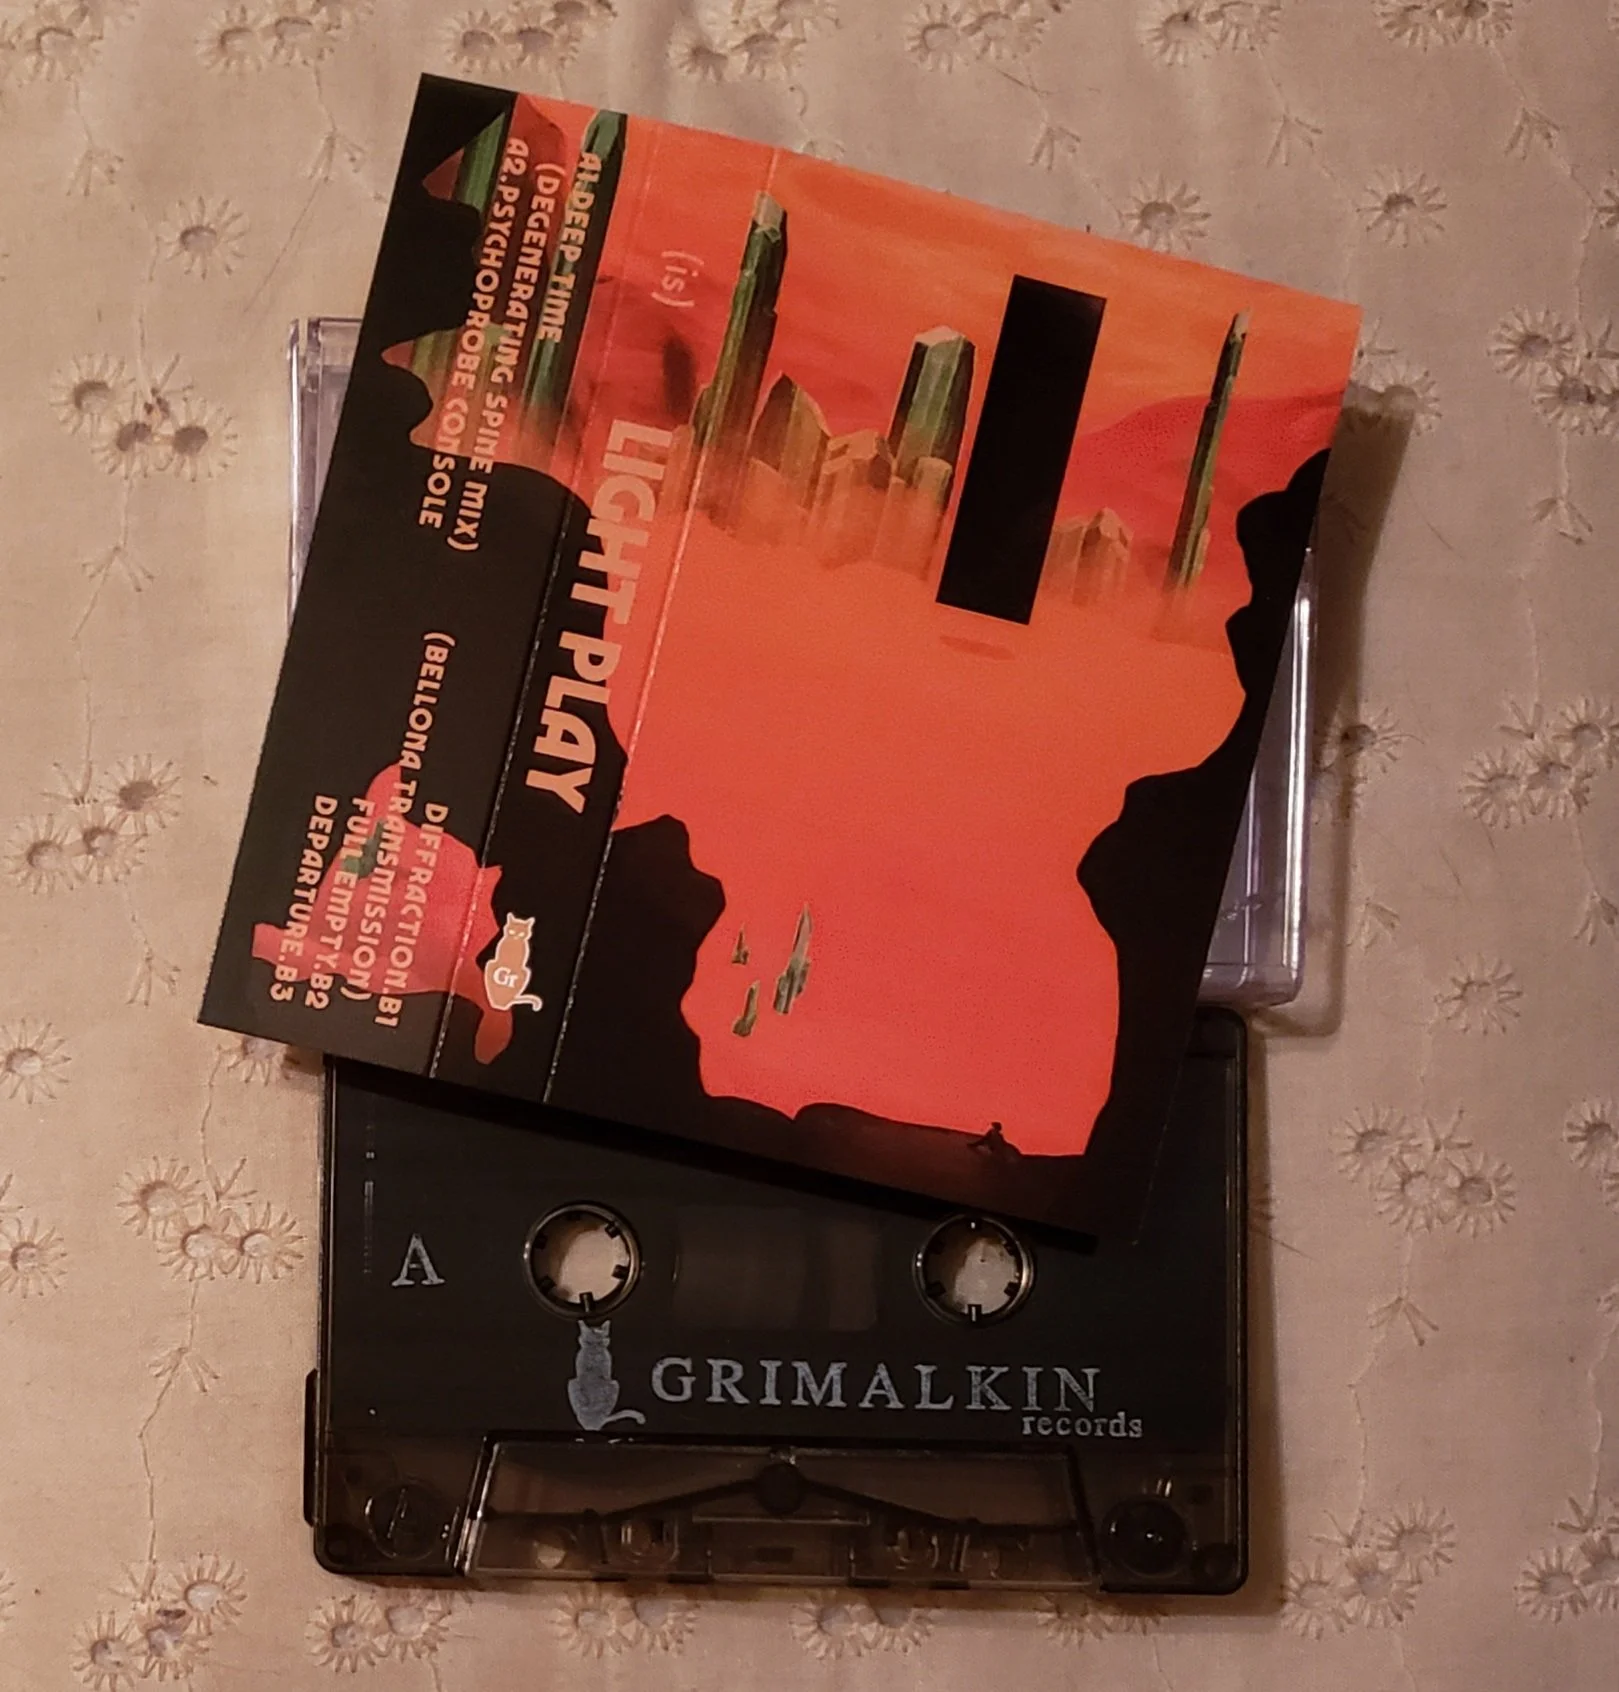 A1.DEEP TIME
(DEGENERATING SPINE MIX)
A2.PSYCHOPROBE CONSOLE
DIFFRACTION.B1
(BELLONA TRANSMISSION)
FULL EMPTY.B2
DEPARTURE.B3
(is)
LIGHT PLAY
Gr
A
GRIMALKIN
records